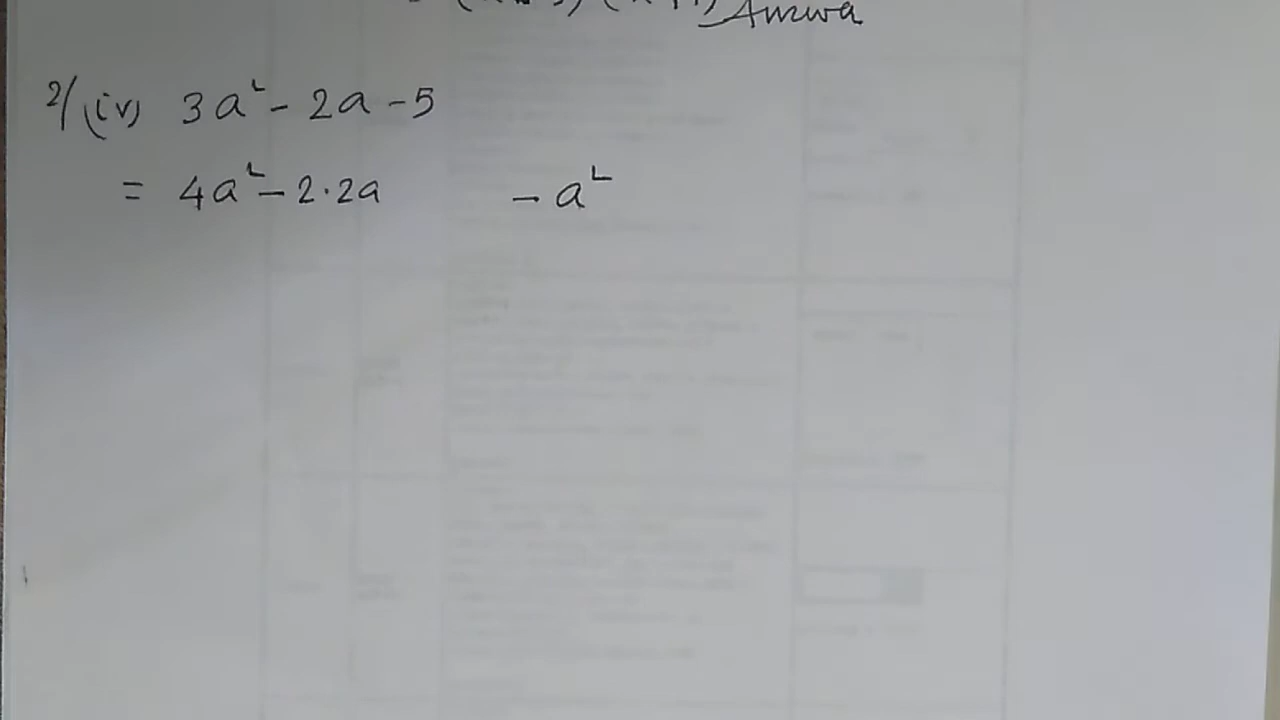 Answer
2/(iv) 3a² - 2a - 5
= 4a² - 2·2a - a²